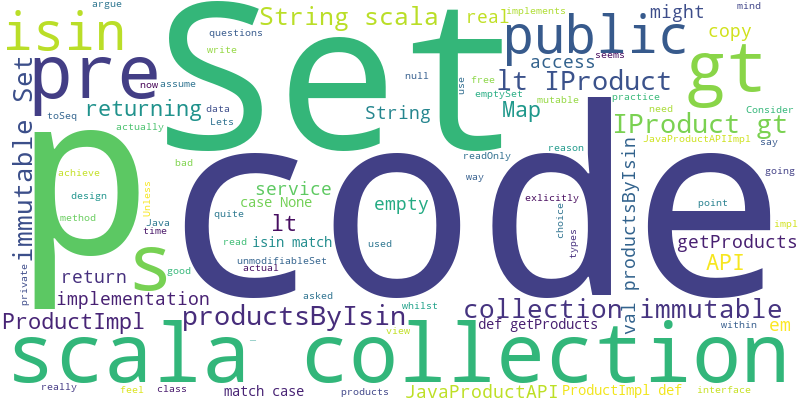 argue
implements
mind
questions
String scala
real
might
isin
Set
public
copy
write
immutable Set
pre
now
assume
null
use
access
seems
gt
lt IProduct
free
emptySet
mutable
practice
toSeq
returning
data
Lets
String
Map
IProduct gt
need
Consider
actually
JavaProductAPIImpl
say
p
code
bad
readOnly
reason
way
going
achieve
Unless
design
method
Java
time
quite
service
case None
empty
explicitly
choice
types
point
impl
s
lt
isin match
used
read
good
unmodifiableSet
actual
val productsByIsin
getProducts
API
return
private
implementation
asked
whilst
collection immutable
within
em
ProductImpl
productsByIsin
view
def getProducts
scala collection
really
feel
class
match case
products
JavaProductAPI
ProductImpl def
interface